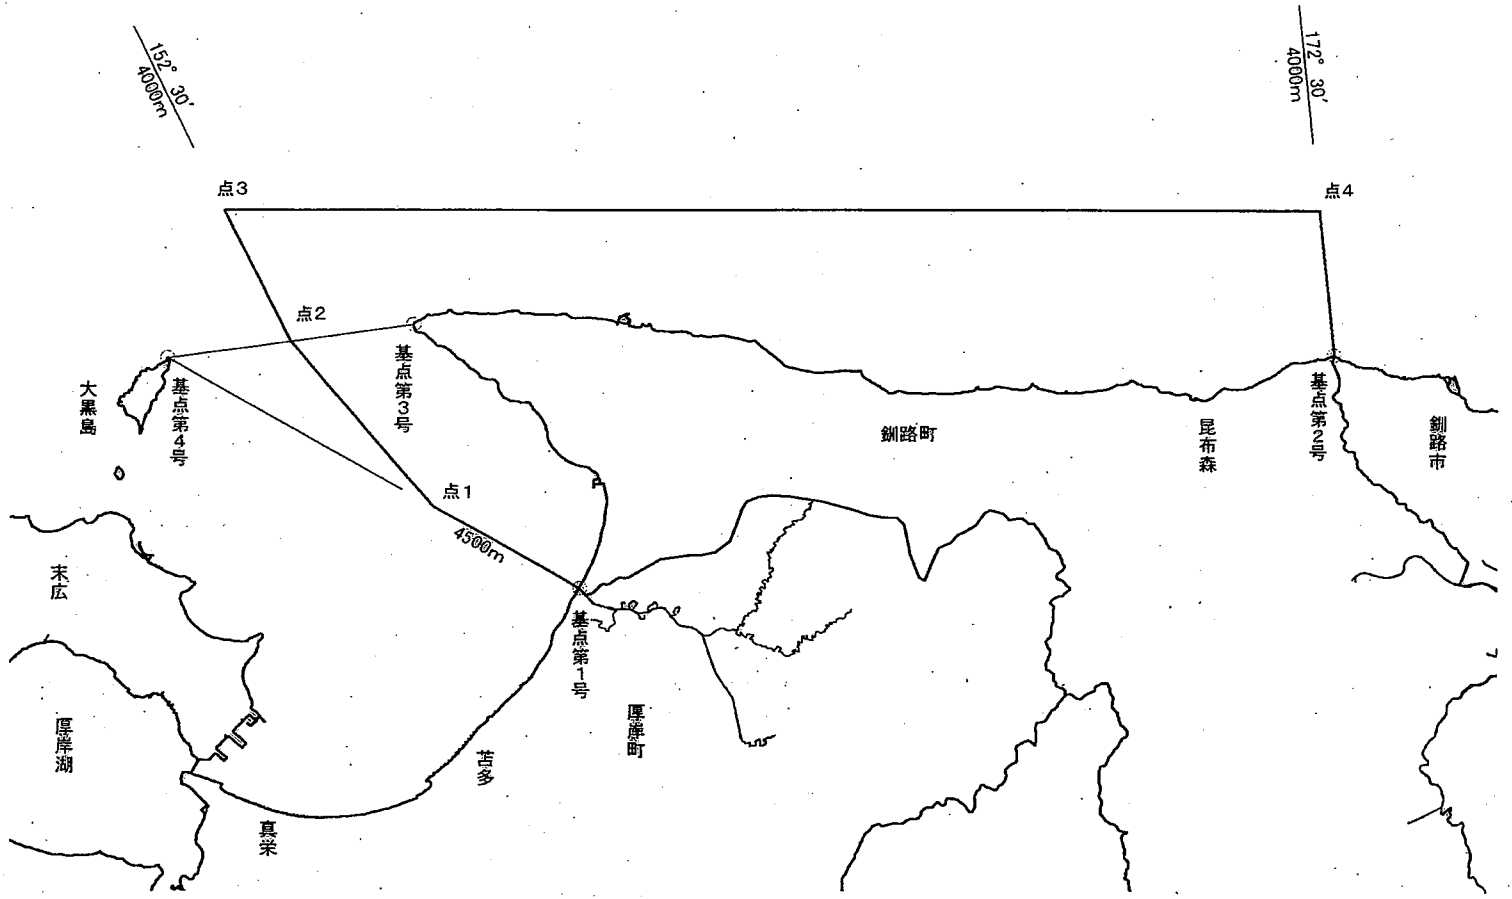 152° 30′
4000m
172° 30′
4000m
点3
点4
点2
基点第3号
大黒島
基点第4号
基点第2号
釧路町
昆布森
釧路市
点1
4500m
末広
基点第1号
厚岸町
厚岸湖
苫多
真栄